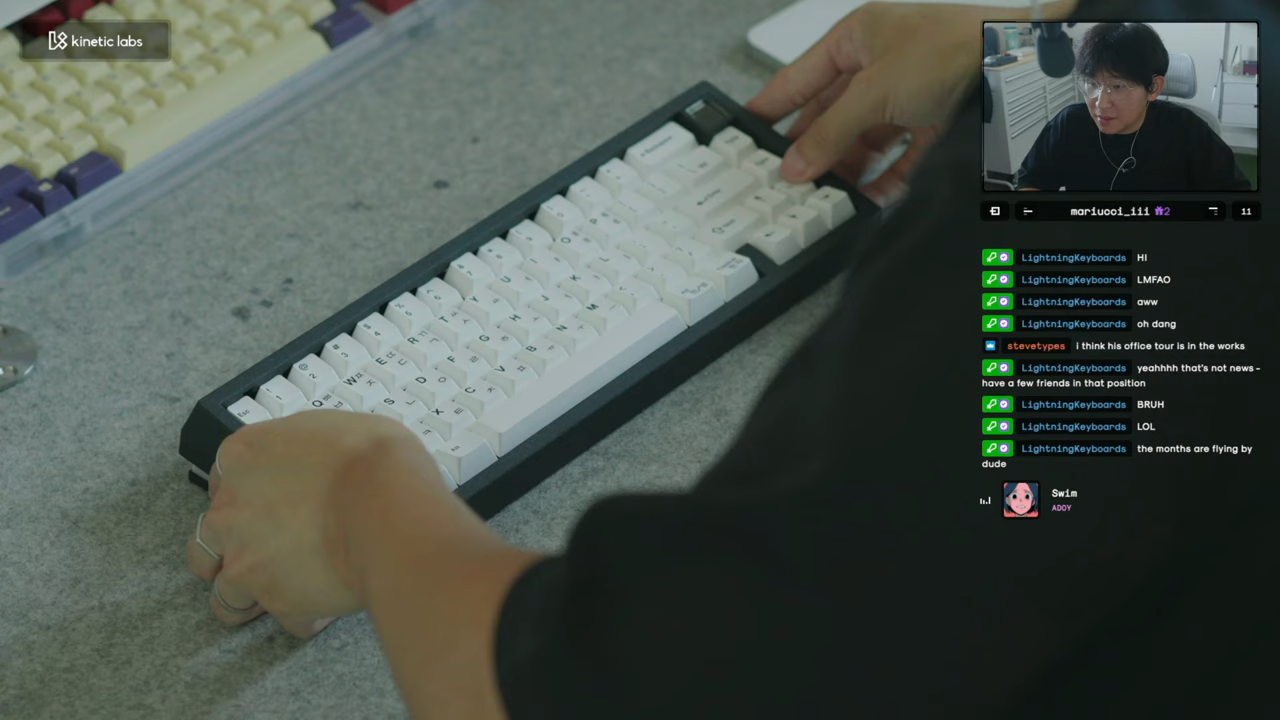 kinetic labs
mariucci_iii 2
11
LightningKeyboards HI
LightningKeyboards LMFAO
LightningKeyboards aww
LightningKeyboards oh dang
stevetypes i think his office tour is in the works
LightningKeyboards yeahhhh that's not news -
have a few friends in that position
LightningKeyboards BRUH
LightningKeyboards LOL
LightningKeyboards the months are flying by
dude
Swim
ADDY
Esc
Q W E R T Y U O P
S D F G H J K L
X C V B N M